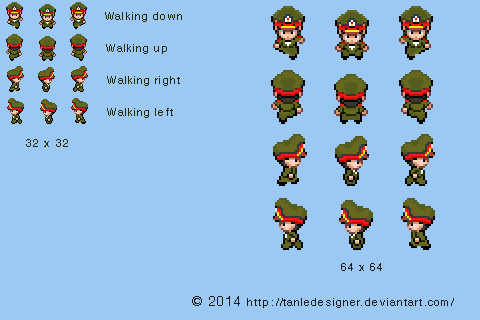 Walking down
Walking up
Walking right
Walking left
32 x 32
64 x 64
© 2014 http://tanledesigner.deviantart.com/